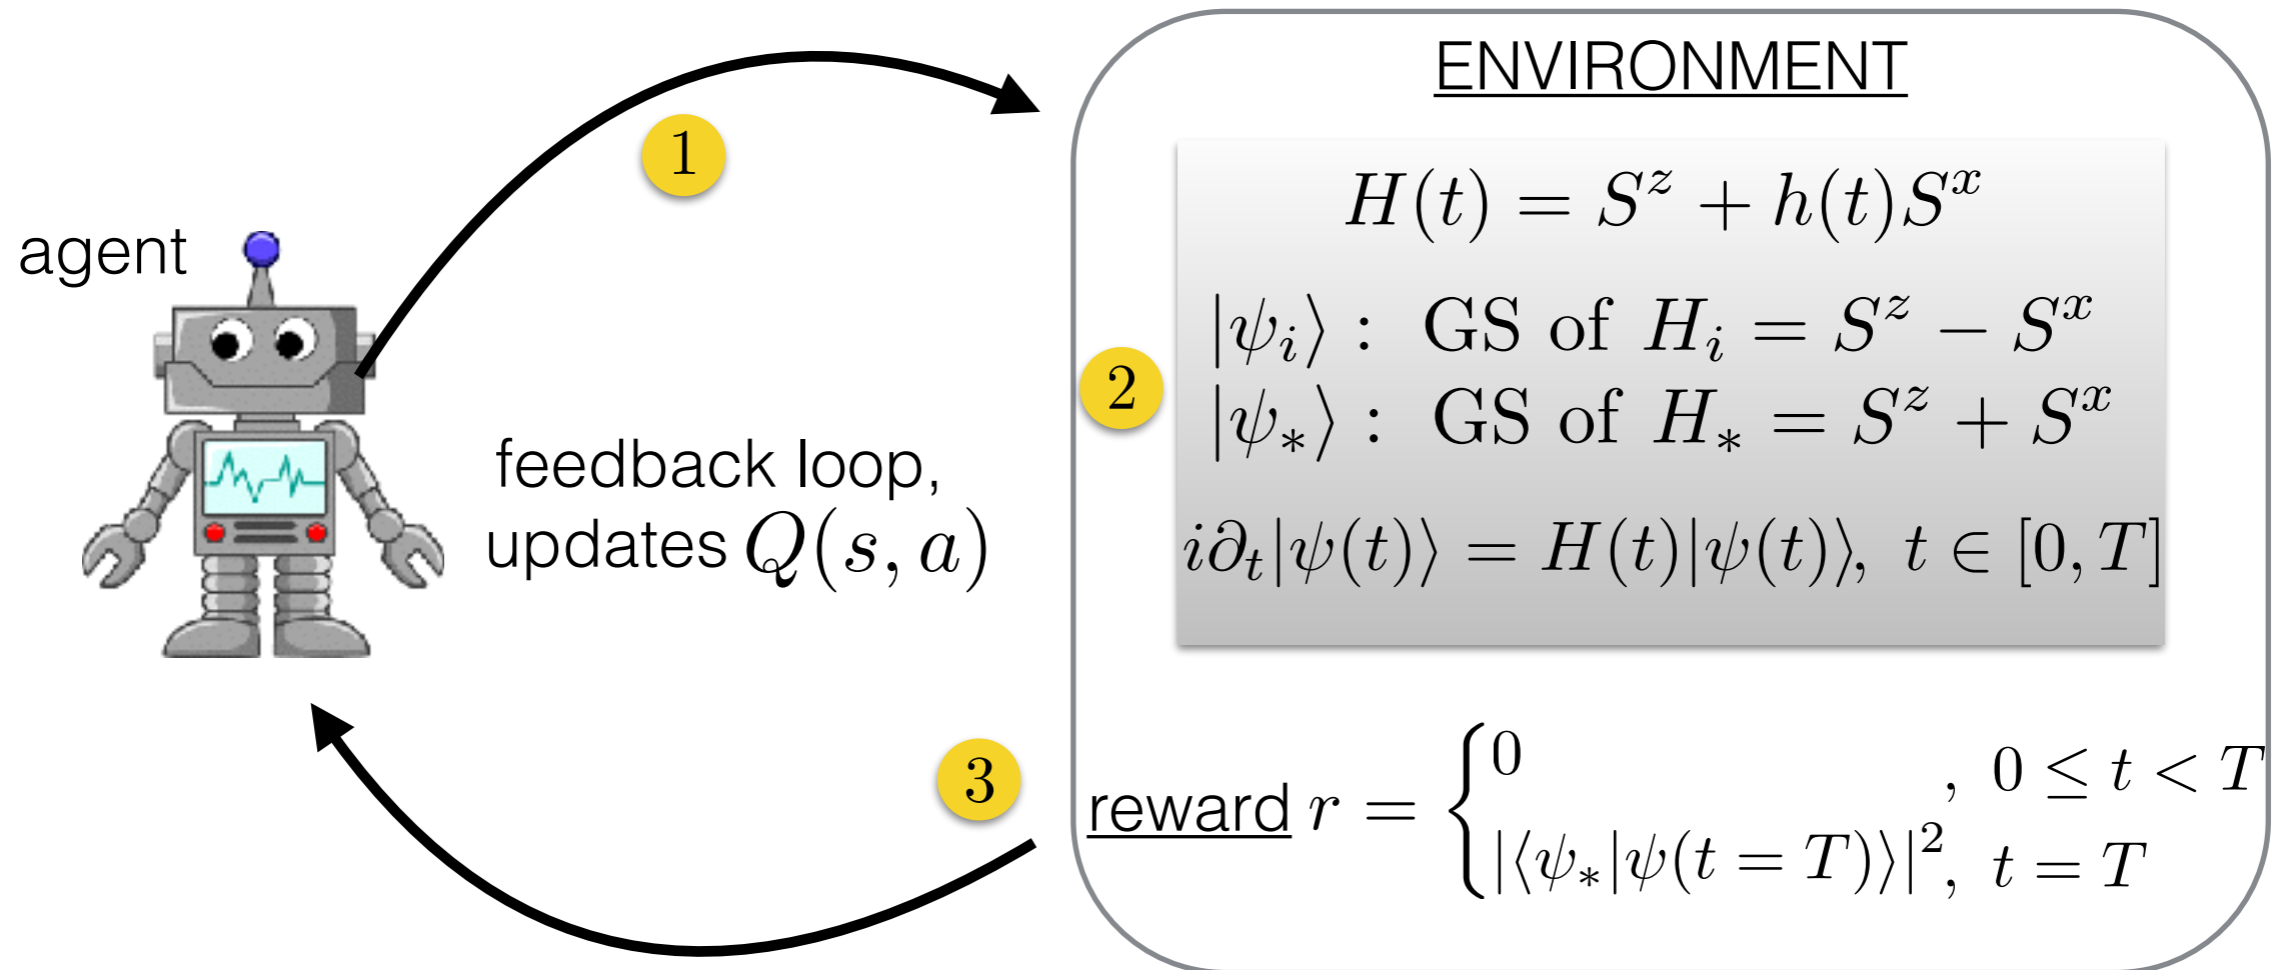 ENVIRONMENT
1
H(t) = S^z + h(t)S^x
agent
|ψ_i⟩ : GS of H_i = S^z − S^x
2
|ψ_*⟩ : GS of H_* = S^z + S^x
feedback loop,
updates Q(s, a)
i∂_t|ψ(t)⟩ = H(t)|ψ(t)⟩, t ∈ [0, T]
3
reward r = { 0 , 0 ≤ t < T
|⟨ψ_*|ψ(t = T)⟩|^2, t = T